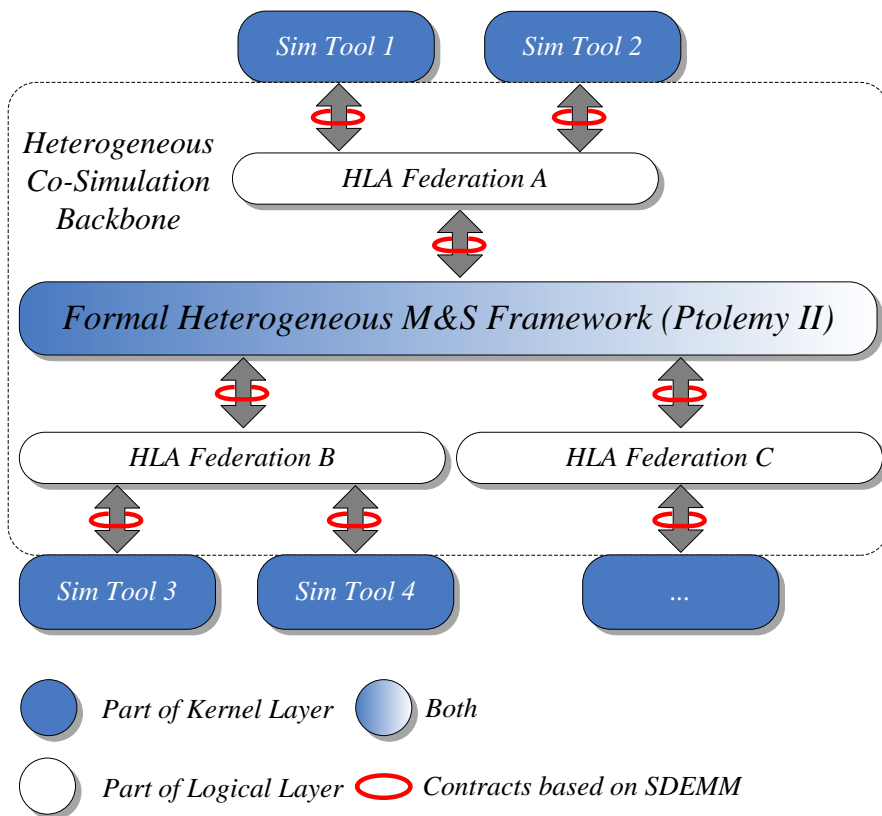 Sim Tool 1
Sim Tool 2
Heterogeneous
Co-Simulation
Backbone
HLA Federation A
Formal Heterogeneous M&S Framework (Ptolemy II)
HLA Federation B
HLA Federation C
Sim Tool 3
Sim Tool 4
...
Part of Kernel Layer
Both
Part of Logical Layer
Contracts based on SDEMM